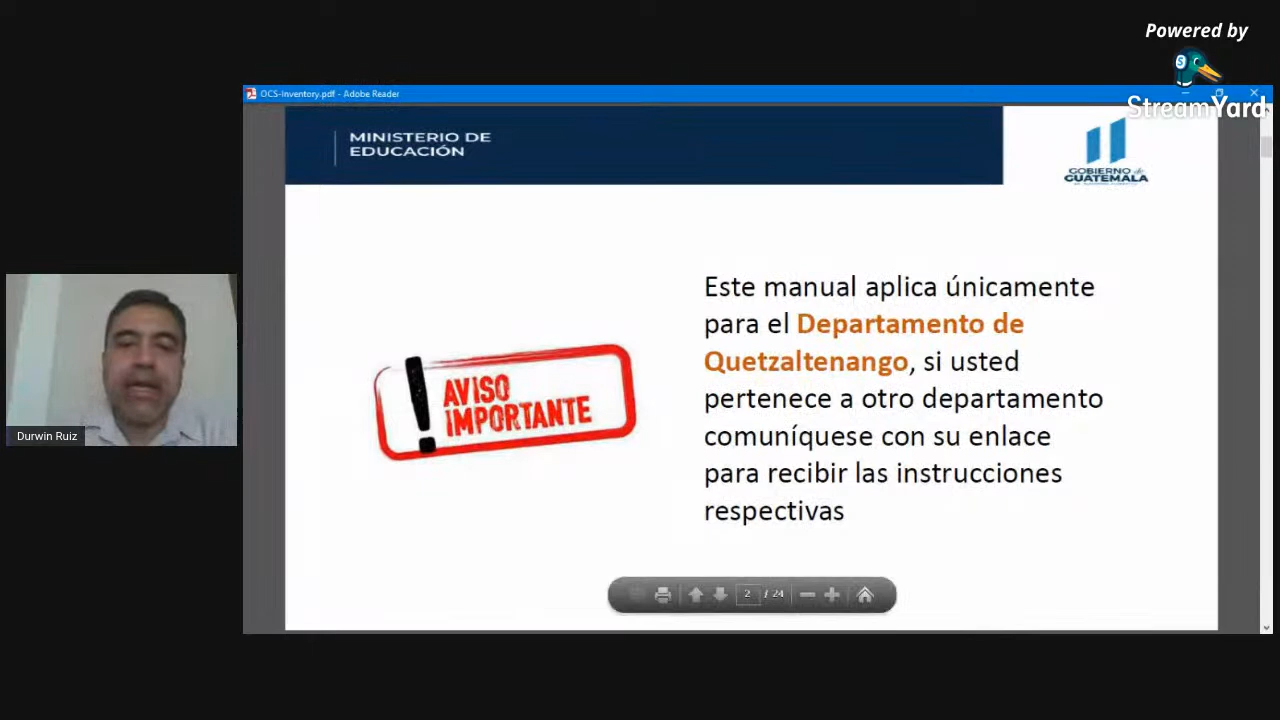 Powered by
StreamYard
OCS-Inventory.pdf - Adobe Reader
MINISTERIO DE
EDUCACIÓN
GOBIERNO de
GUATEMALA
Este manual aplica únicamente
para el Departamento de
Quetzaltenango, si usted
pertenece a otro departamento
comuníquese con su enlace
para recibir las instrucciones
respectivas
! AVISO
IMPORTANTE
Durwin Ruiz
2 / 24